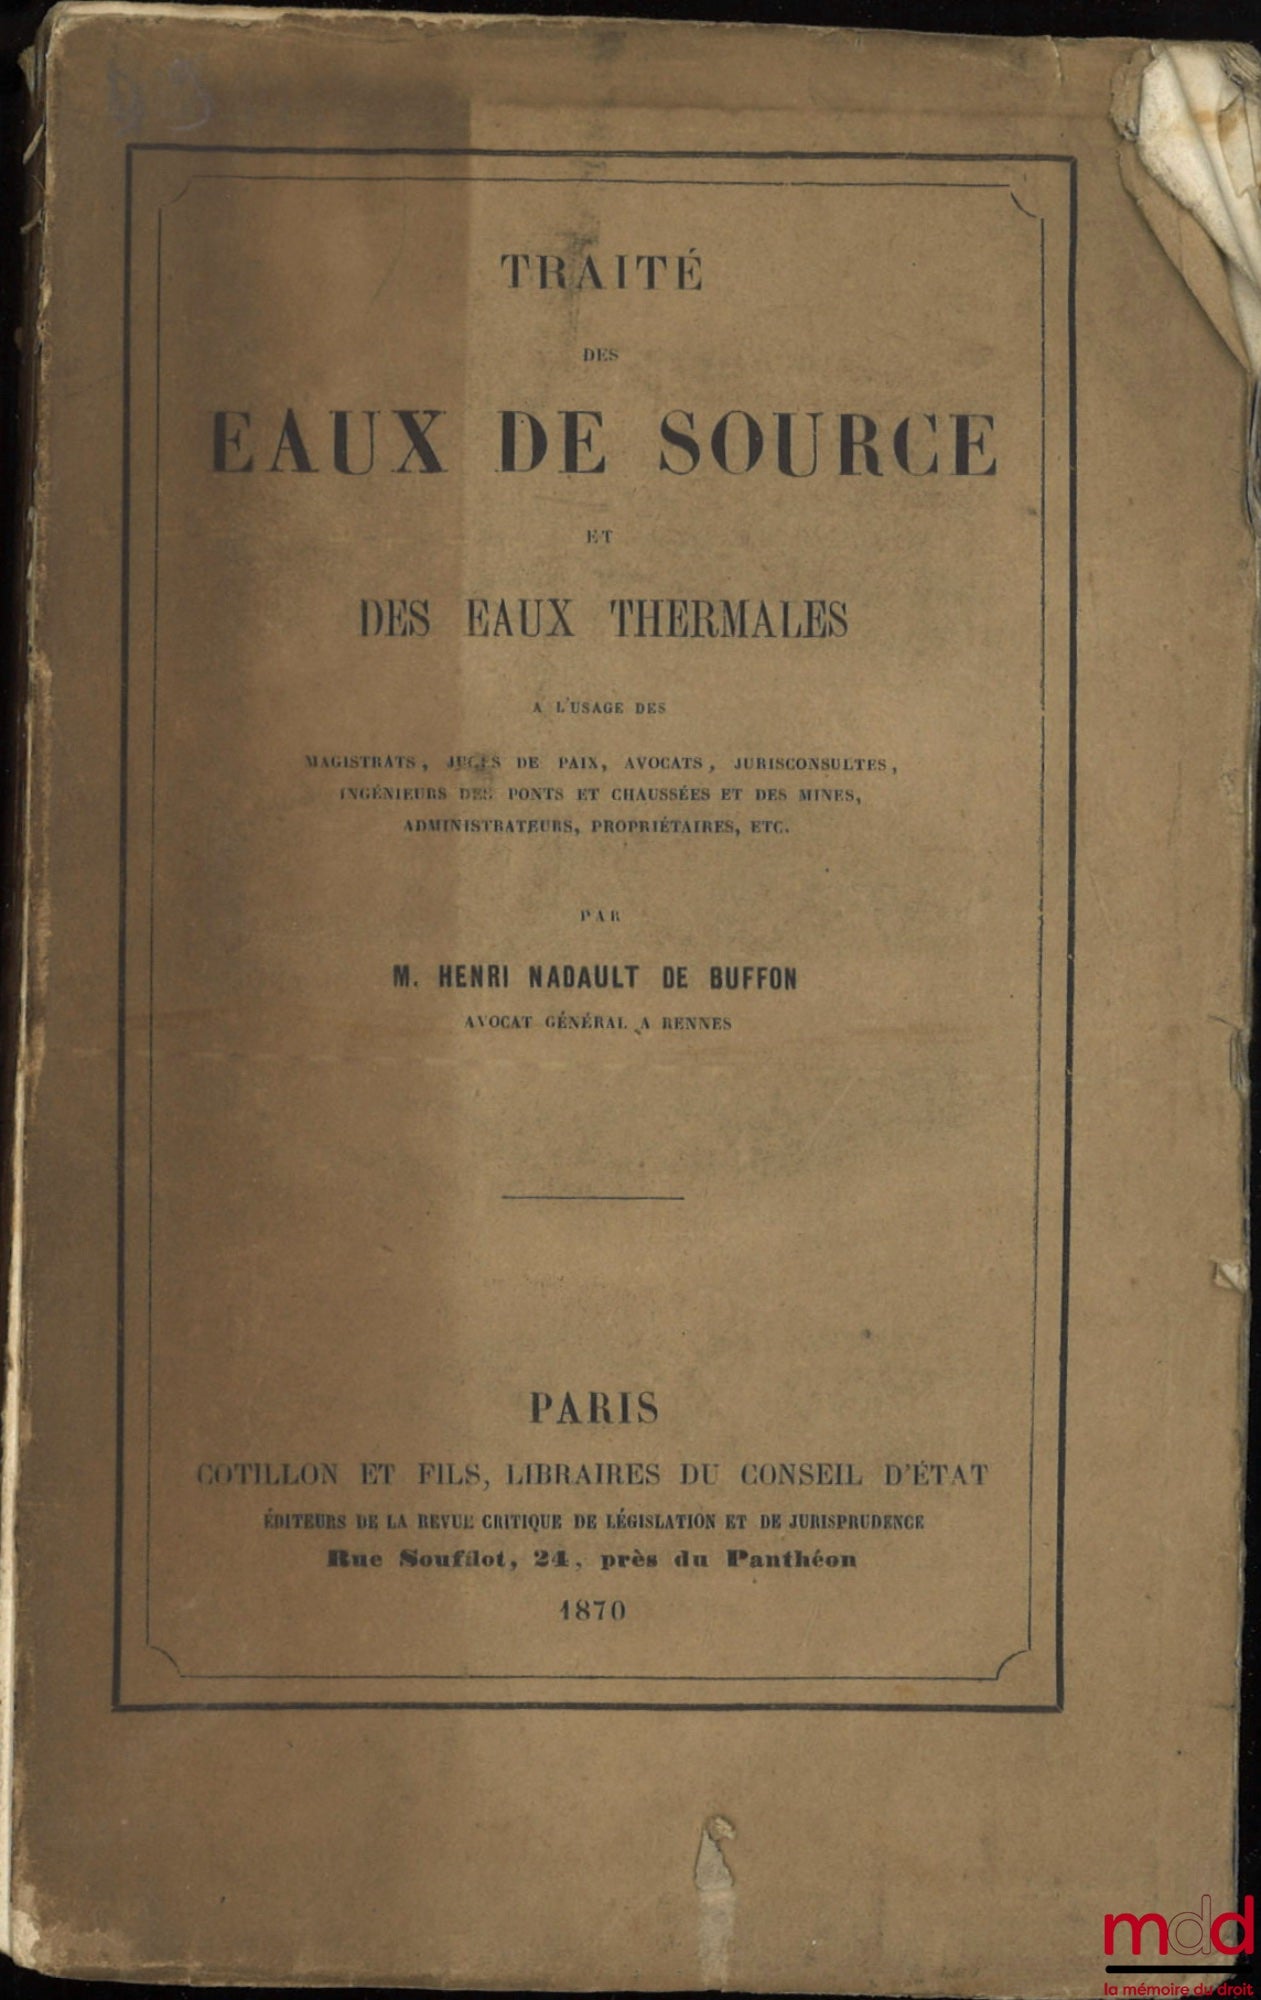 TRAITÉ
DES
EAUX DE SOURCE
ET
DES EAUX THERMALES
A L'USAGE DES
MAGISTRATS, JUGES DE PAIX, AVOCATS, JURISCONSULTES,
INGÉNIEURS DES PONTS ET CHAUSSÉES ET DES MINES,
ADMINISTRATEURS, PROPRIÉTAIRES, ETC.
PAR
M. HENRI NADAULT DE BUFFON
AVOCAT GÉNÉRAL A RENNES
PARIS
COTILLON ET FILS, LIBRAIRES DU CONSEIL D'ÉTAT
ÉDITEURS DE LA REVUE CRITIQUE DE LÉGISLATION ET DE JURISPRUDENCE
Rue Soufflot, 24, près du Panthéon
1870
mdd
la mémoire du droit